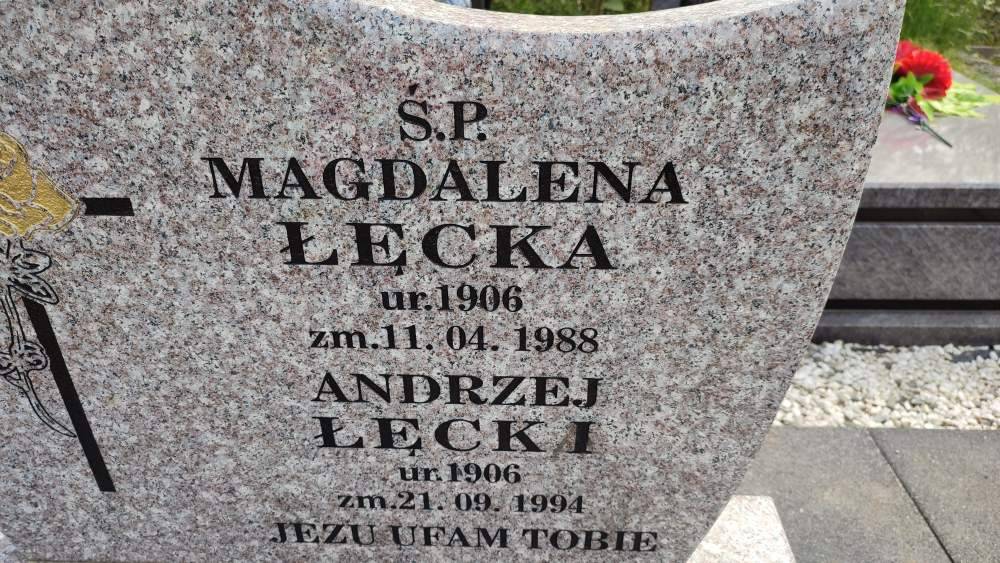 Ś.P.
MAGDALENA
ŁĘCKA
ur.1906
zm.11. 04. 1988
ANDRZEJ
ŁĘCKI
ur.1906
zm.21. 09. 1994
JEZU UFAM TOBIE